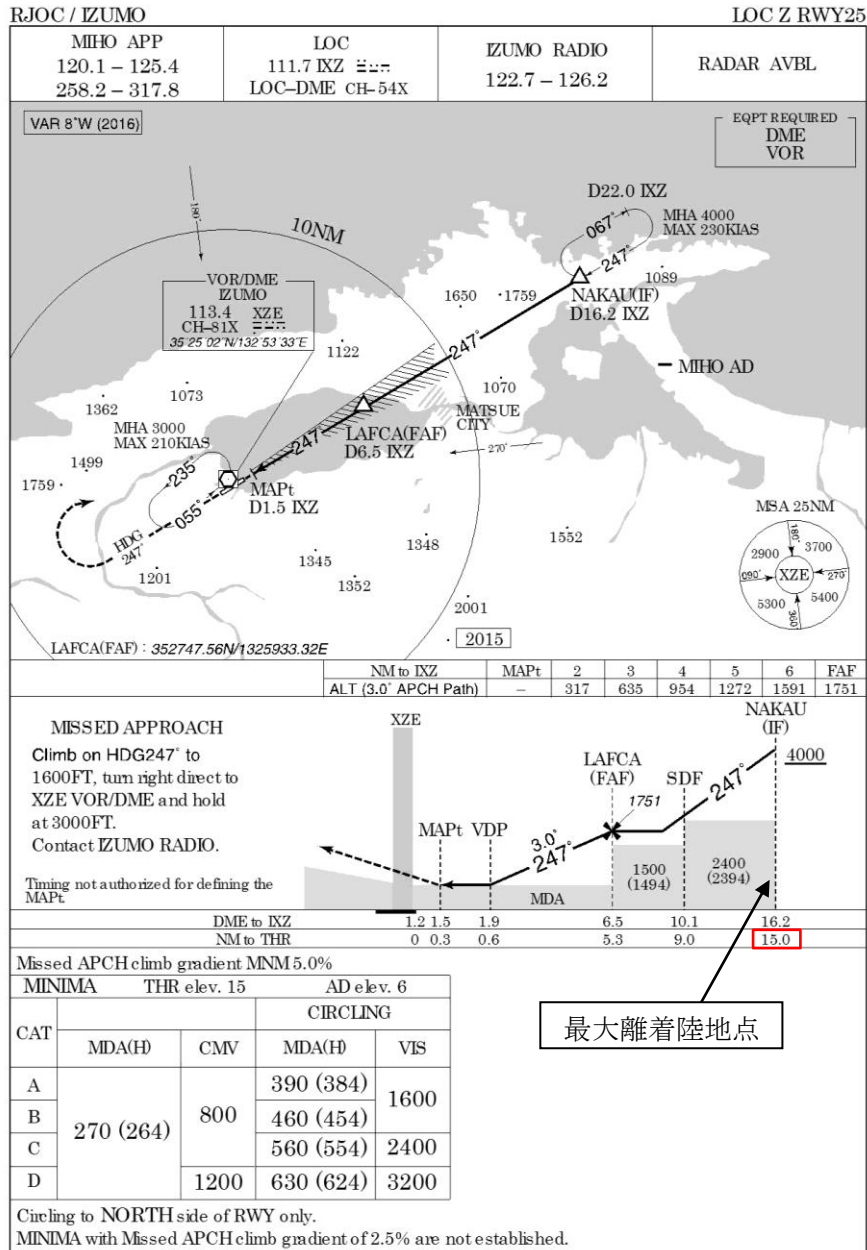 RJOC / IZUMO LOC Z RWY25
MIHO APP
120.1 – 125.4
258.2 – 317.8
LOC
111.7 IXZ
LOC–DME CH–54X
IZUMO RADIO
122.7 – 126.2
RADAR AVBL
VAR 8°W (2016)
EQPT REQUIRED
DME
VOR
D22.0 IXZ
MHA 4000
MAX 230KIAS
067°
247°
180°
10NM
VOR/DME
IZUMO
113.4 XZE
CH–81X
35 25 02″N/132 53′33″E
1650
1759
1089
NAKAU(IF)
D16.2 IXZ
1122
247°
MIHO AD
1073
1070
1362
MATSUE
CITY
MHA 3000
MAX 210KIAS
LAFCA(FAF)
D6.5 IXZ
247°
270°
1499
235°
1759
MAPt
D1.5 IXZ
055°
HDG
247°
MSA 25NM
1201
1345
1348
1552
1352
180°
2900 3700
090° XZE 270°
5300 5400
360°
2001
2015
LAFCA(FAF) : 352747.56N/1325933.32E
NM to IXZ MAPt 2 3 4 5 6 FAF
ALT (3.0° APCH Path) – 317 635 954 1272 1591 1751
MISSED APPROACH
Climb on HDG247° to
1600FT, turn right direct to
XZE VOR/DME and hold
at 3000FT.
Contact IZUMO RADIO.
Timing not authorized for defining the
MAPt.
XZE
NAKAU
(IF)
LAFCA
(FAF)
SDF
4000
247°
1751
MAPt VDP
3.0°
247°
1500
(1494)
2400
(2394)
MDA
DME to IXZ 1.2 1.5 1.9 6.5 10.1 16.2
NM to THR 0 0.3 0.6 5.3 9.0 15.0
Missed APCH climb gradient MNM 5.0%
MINIMA THR elev. 15 AD elev. 6
CAT
CIRCLING
MDA(H) CMV MDA(H) VIS
A 270 (264) 800 390 (384) 1600
B 460 (454)
C 560 (554) 2400
D 1200 630 (624) 3200
最大離着陸地点
Circling to NORTH side of RWY only.
MINIMA with Missed APCH climb gradient of 2.5% are not established.